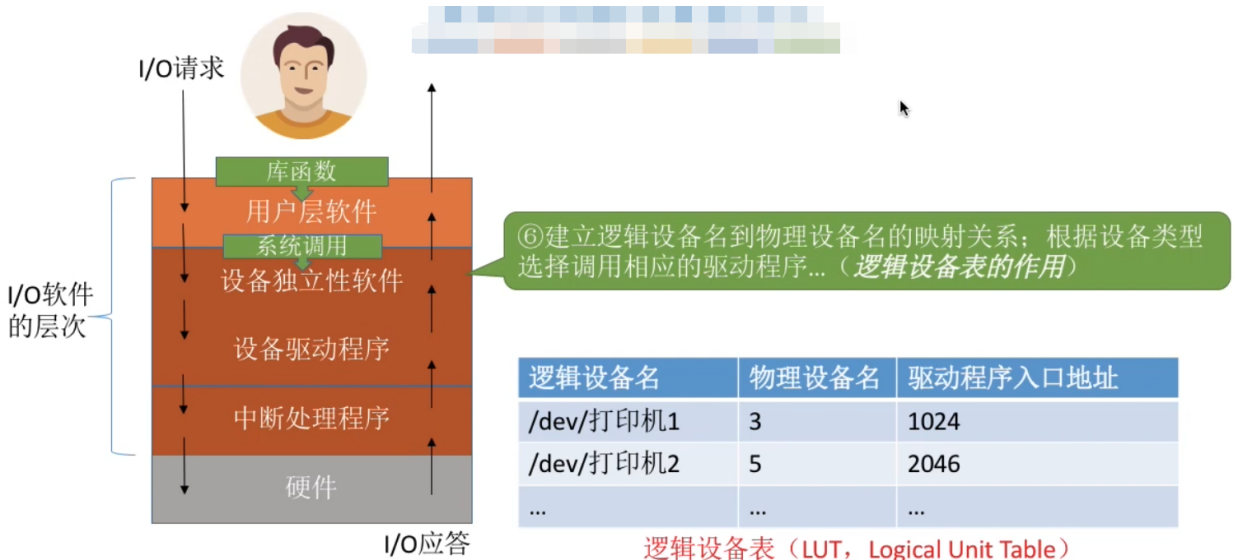 I/O请求
库函数
用户层软件
系统调用
设备独立性软件
设备驱动程序
中断处理程序
硬件
I/O软件
的层次
I/O应答
⑥建立逻辑设备名到物理设备名的映射关系；根据设备类型
选择调用相应的驱动程序...（逻辑设备表的作用）
逻辑设备名 物理设备名 驱动程序入口地址
/dev/打印机1 3 1024
/dev/打印机2 5 2046
... ... ...
逻辑设备表（LUT，Logical Unit Table）